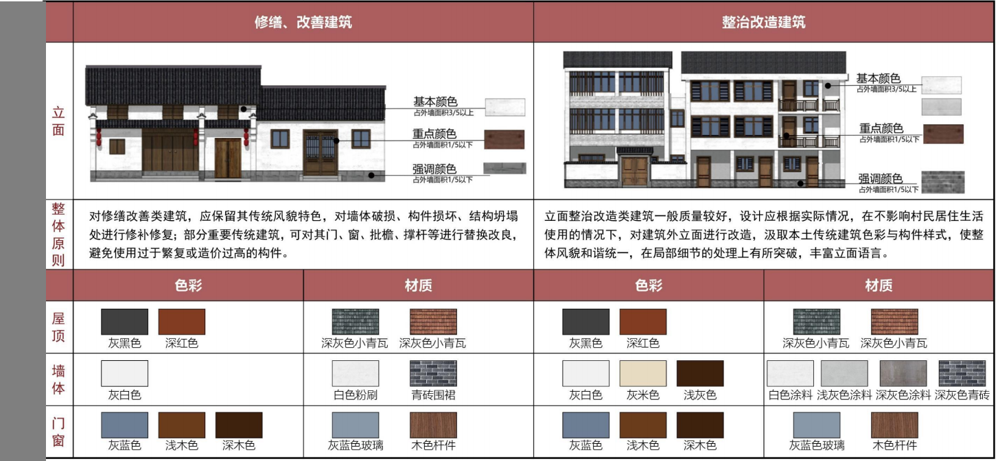 修缮、改善建筑
整治改造建筑
立面
基本颜色
占外墙面积3/5以上
重点颜色
占外墙面积1/5以下
强调颜色
占外墙面积1/5以下
基本颜色
占外墙面积3/5以上
重点颜色
占外墙面积1/5以下
强调颜色
占外墙面积1/5以下
整体原则
对修缮改善类建筑，应保留其传统风貌特色，对墙体破损、构件损坏、结构坍塌
处进行修补修复；部分重要传统建筑，可对其门、窗、批檐、撑杆等进行替换改良，
避免使用过于繁复或造价过高的构件。
立面整治改造类建筑一般质量较好，设计应根据实际情况，在不影响村民居住生活
使用的情况下，对建筑外立面进行改造，汲取本土传统建筑色彩与构件样式，使整
体风貌和谐统一，在局部细节的处理上有所突破，丰富立面语言。
色彩 材质 色彩 材质
屋顶
灰黑色 深红色 深灰色小青瓦 深灰色小青瓦 灰黑色 深红色 深灰色小青瓦 深灰色小青瓦
墙体
灰白色 白色粉刷 青砖围裙 灰白色 灰米色 浅灰色 白色涂料 浅灰色涂料 深灰色涂料 深灰色青砖
门窗
灰蓝色 浅木色 深木色 灰蓝色玻璃 木色杆件 灰蓝色 浅木色 深木色 灰蓝色玻璃 木色杆件